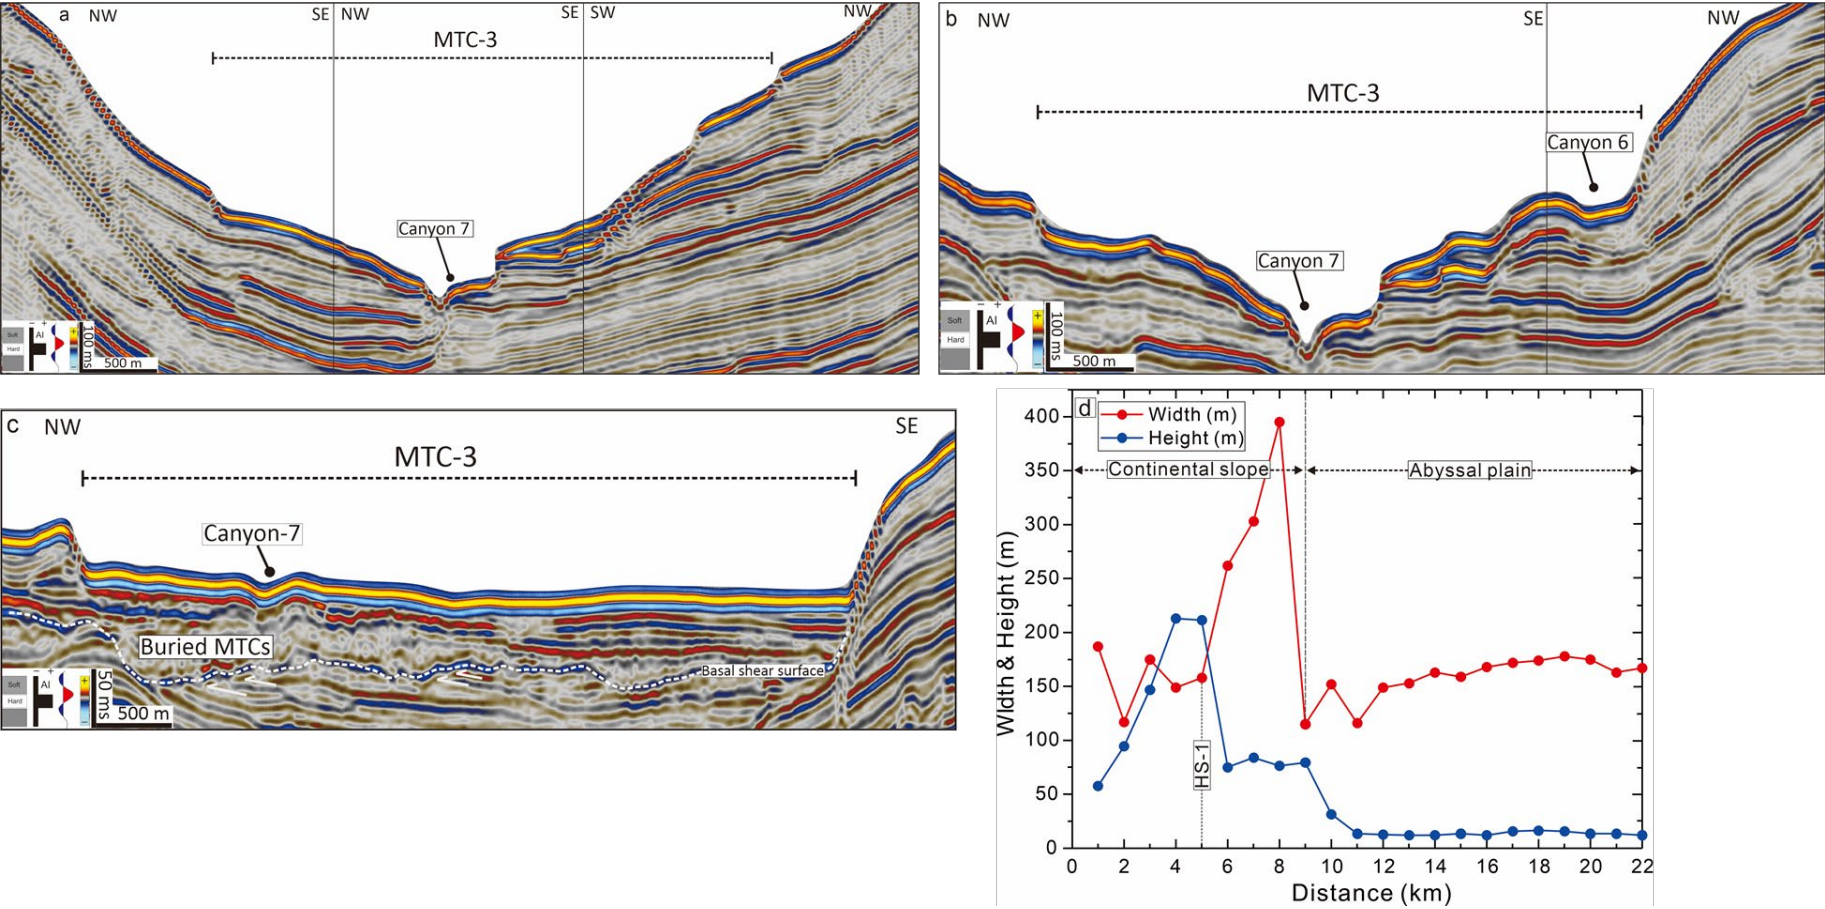 a NW SE NW SE SW NW
MTC-3
Canyon 7
Soft
Hard
AI
- +
+
-
100 ms
500 m
b NW SE NW
MTC-3
Canyon 6
Canyon 7
Soft
Hard
AI
- +
+
-
100 ms
500 m
c NW SE
MTC-3
Canyon-7
Buried MTCs
Basal shear surface
Soft
Hard
AI
- +
+
-
50 ms
500 m
d
Width (m)
Height (m)
Continental slope
Abyssal plain
HS-1
400
350
300
250
200
150
100
50
0
Width & Height (m)
0 2 4 6 8 10 12 14 16 18 20 22
Distance (km)